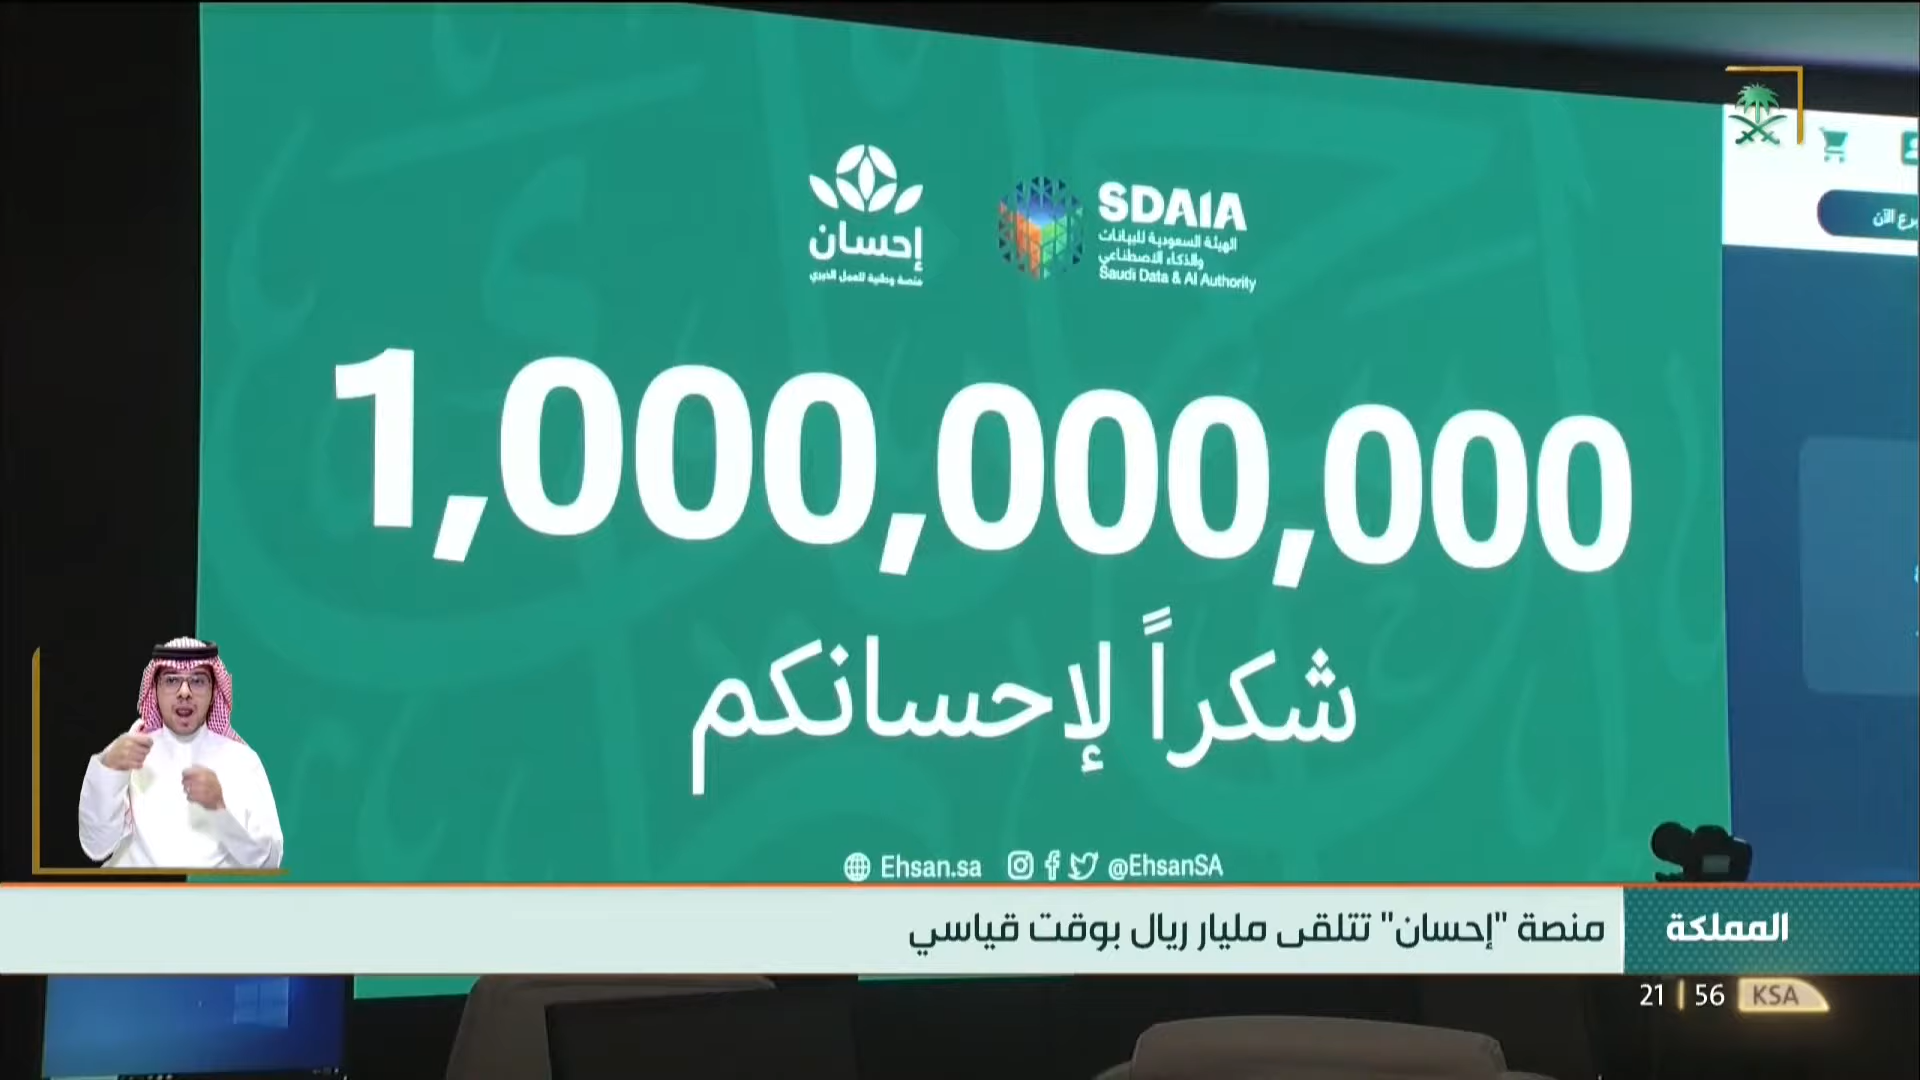 إحسان
منصة وطنية للعمل الخيري
SDAIA
الهيئة السعودية للبيانات
والذكاء الاصطناعي
Saudi Data & AI Authority
1,000,000,000
شكراً لإحسانكم
Ehsan.sa
@EhsanSA
المملكة
منصة "إحسان" تتلقى مليار ريال بوقت قياسي
21 | 56 KSA